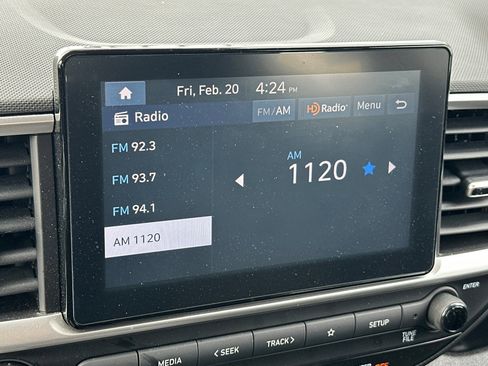 Fri, Feb. 20 4:24 PM
Radio FM/AM HD Radio Menu
FM 92.3
FM 93.7
FM 94.1
AM 1120
AM
1120
ENTER
MEDIA < SEEK TRACK > SETUP TUNE
FILE